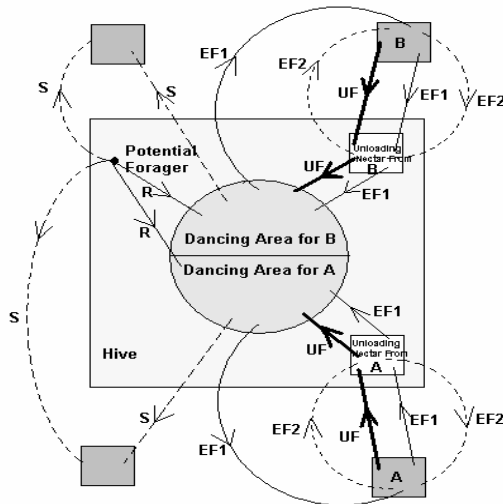 B
EF1
EF2
S
S
UF
EF1
EF2
Potential
Forager
Unloading
Nectar From
B
UF
R
EF1
R
Dancing Area for B
Dancing Area for A
S
EF1
Hive
UF
Unloading
Nectar From
A
S
EF1
EF2
UF
EF1
EF2
A